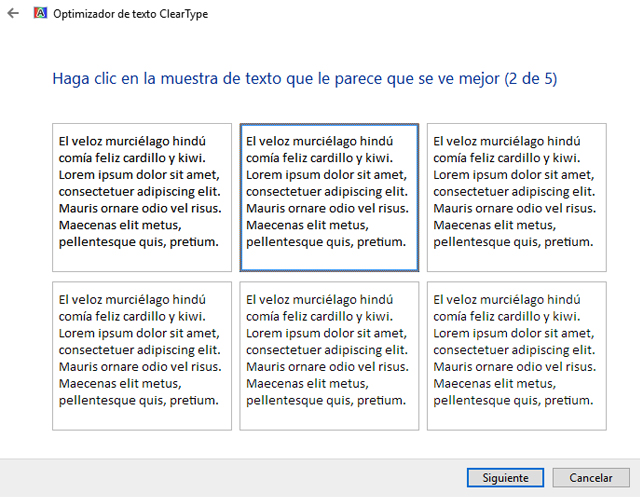 Optimizador de texto ClearType
Haga clic en la muestra de texto que le parece que se ve mejor (2 de 5)
El veloz murciélago hindú
comía feliz cardillo y kiwi.
Lorem ipsum dolor sit amet,
consectetuer adipiscing elit.
Mauris ornare odio vel risus.
Maecenas elit metus,
pellentesque quis, pretium.
El veloz murciélago hindú
comía feliz cardillo y kiwi.
Lorem ipsum dolor sit amet,
consectetuer adipiscing elit.
Mauris ornare odio vel risus.
Maecenas elit metus,
pellentesque quis, pretium.
El veloz murciélago hindú
comía feliz cardillo y kiwi.
Lorem ipsum dolor sit amet,
consectetuer adipiscing elit.
Mauris ornare odio vel risus.
Maecenas elit metus,
pellentesque quis, pretium.
El veloz murciélago hindú
comía feliz cardillo y kiwi.
Lorem ipsum dolor sit amet,
consectetuer adipiscing elit.
Mauris ornare odio vel risus.
Maecenas elit metus,
pellentesque quis, pretium.
El veloz murciélago hindú
comía feliz cardillo y kiwi.
Lorem ipsum dolor sit amet,
consectetuer adipiscing elit.
Mauris ornare odio vel risus.
Maecenas elit metus,
pellentesque quis, pretium.
El veloz murciélago hindú
comía feliz cardillo y kiwi.
Lorem ipsum dolor sit amet,
consectetuer adipiscing elit.
Mauris ornare odio vel risus.
Maecenas elit metus,
pellentesque quis, pretium.
Siguiente
Cancelar